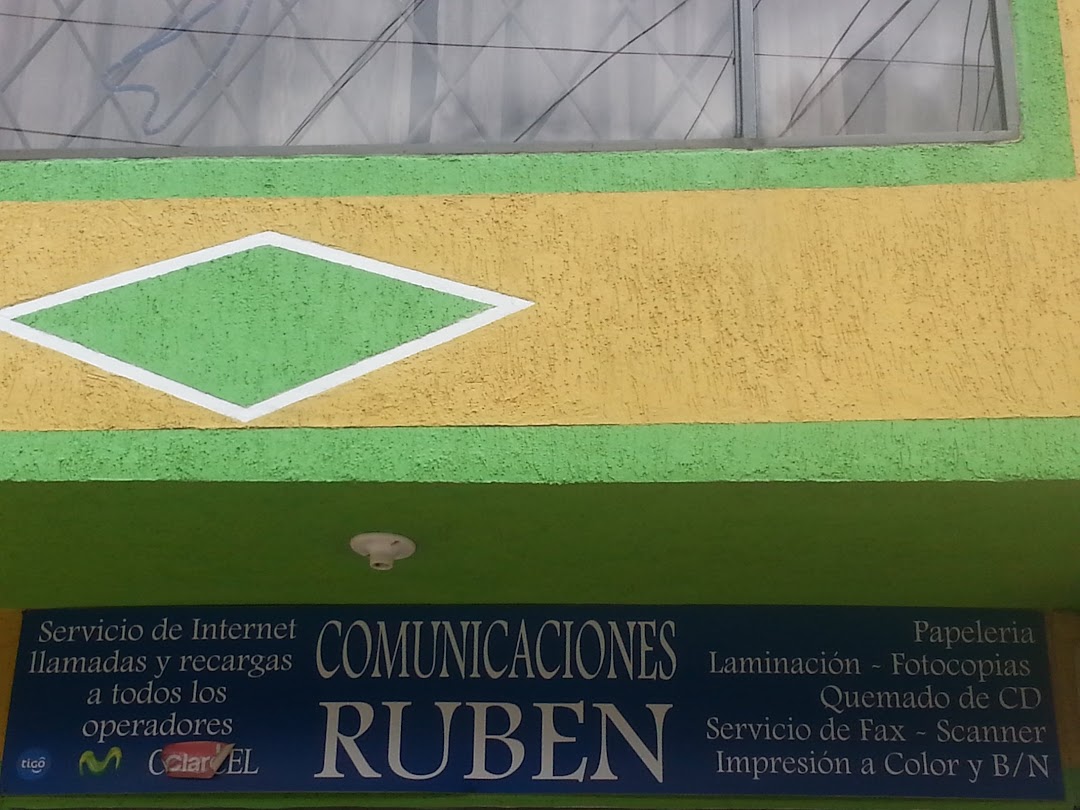 Servicio de Internet
llamadas y recargas
a todos los
operadores
tigo
Claro
COMUNICACIONES
RUBEN
Papeleria
Laminación - Fotocopias
Quemado de CD
Servicio de Fax - Scanner
Impresión a Color y B/N